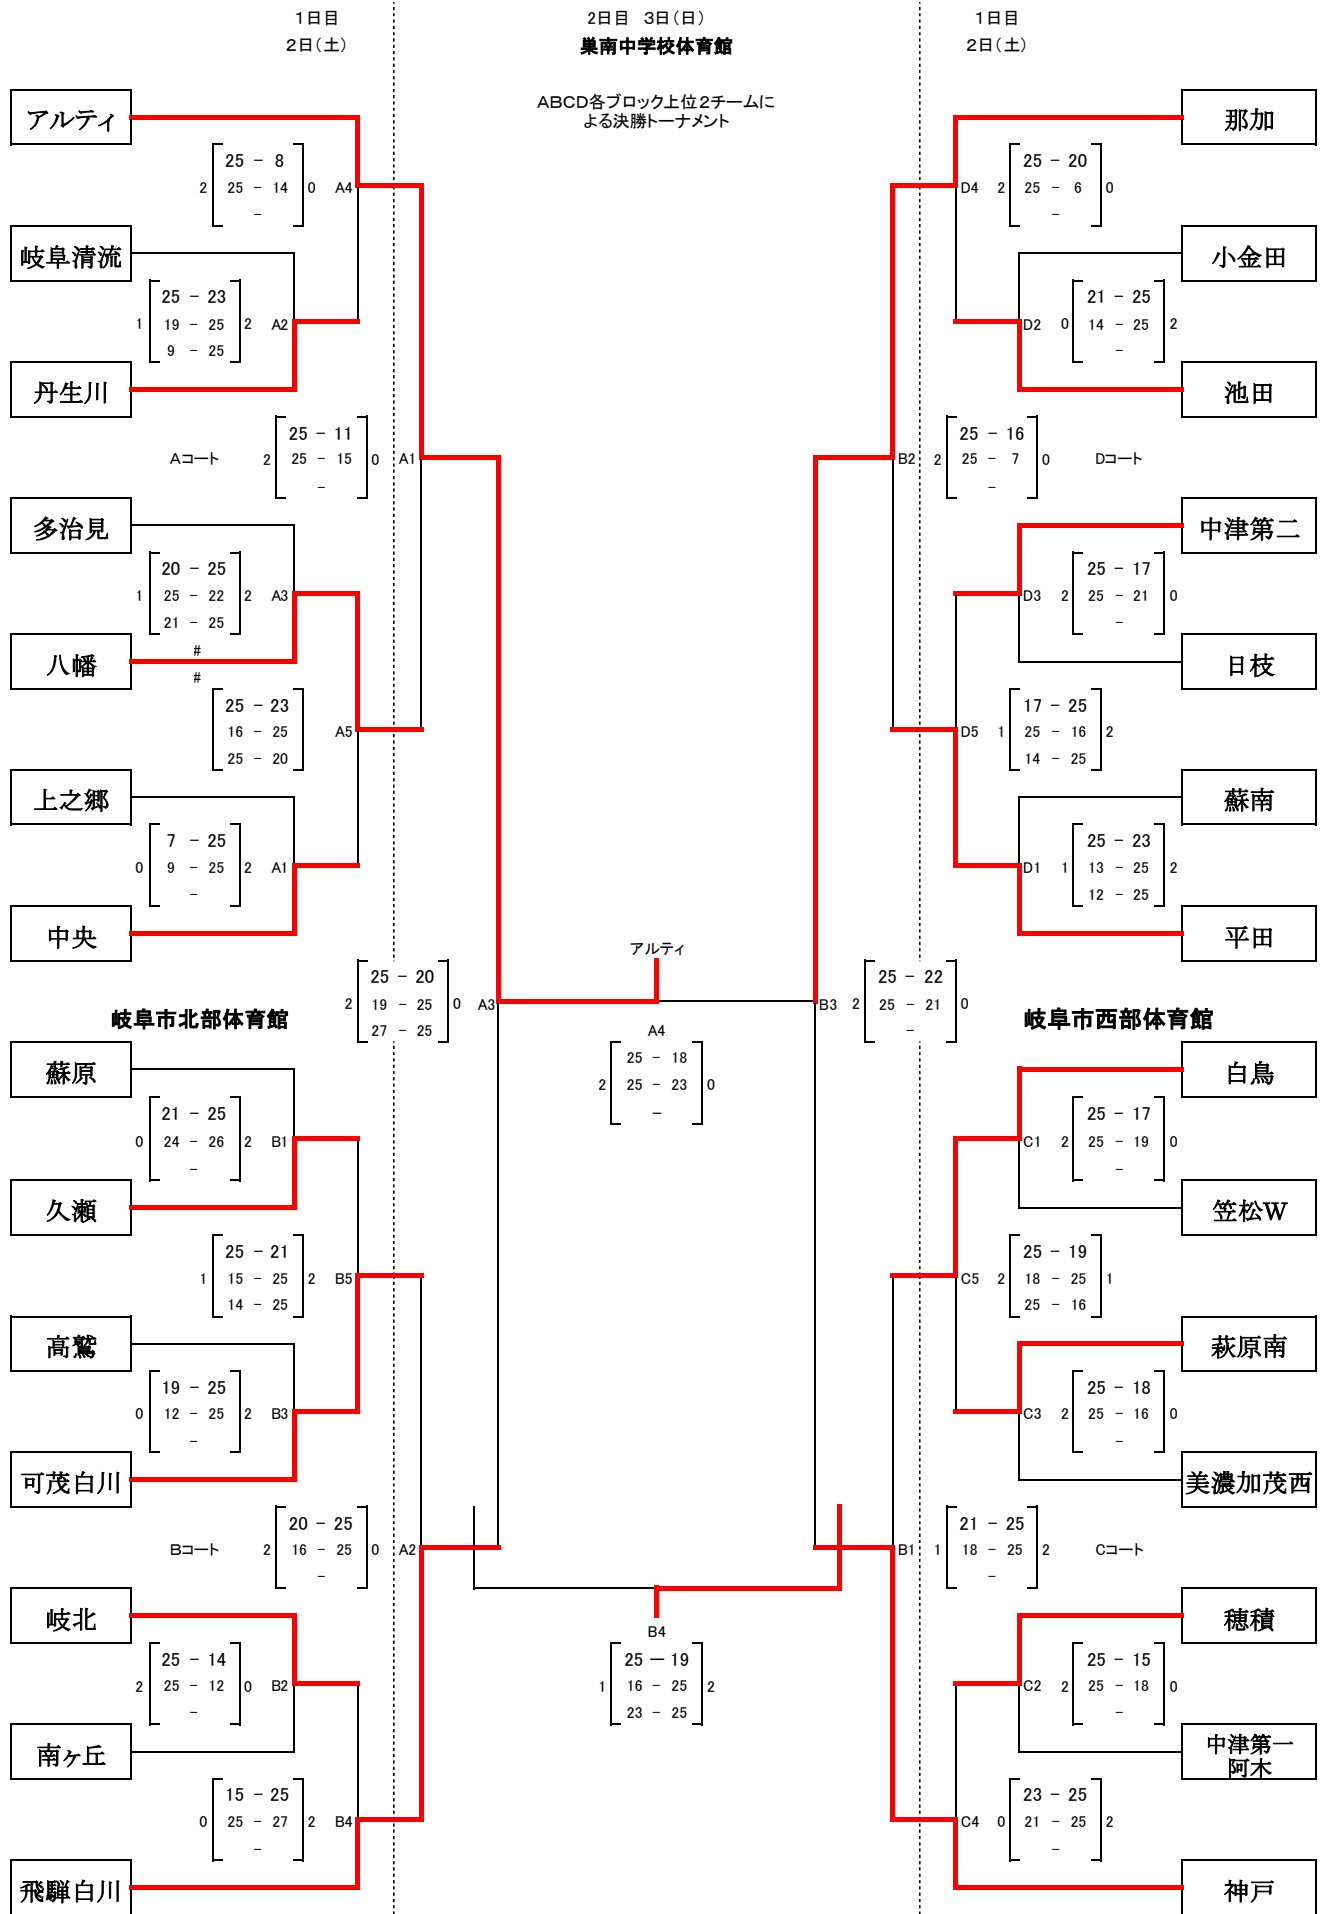 1日目
2日(土)
2日目 3日(日)
巣南中学校体育館
1日目
2日(土)
ABCD各ブロック上位2チームに
よる決勝トーナメント
アルティ
25 - 8
2 25 - 14 0 A4
-
岐阜清流
25 - 23
1 19 - 25 2 A2
9 - 25
丹生川
25 - 11
Aコート 2 25 - 15 0 A1
-
多治見
20 - 25
1 25 - 22 2 A3
21 - 25
八幡
#
#
25 - 23
16 - 25 A5
25 - 20
上之郷
7 - 25
0 9 - 25 2 A1
-
中央
25 - 20
2 19 - 25 0 A3
27 - 25
岐阜市北部体育館
蘇原
21 - 25
0 24 - 26 2 B1
-
久瀬
25 - 21
1 15 - 25 2 B5
14 - 25
高鷲
19 - 25
0 12 - 25 2 B3
-
可茂白川
20 - 25
Bコート 2 16 - 25 0 A2
-
岐北
25 - 14
2 25 - 12 0 B2
-
南ヶ丘
15 - 25
0 25 - 27 2 B4
-
飛騨白川
アルティ
A4
25 - 18
2 25 - 23 0
-
B4
25 - 19
1 16 - 25 2
23 - 25
那加
25 - 20
D4 2 25 - 6 0
-
小金田
21 - 25
D2 0 14 - 25 2
-
池田
25 - 16
B2 2 25 - 7 0 Dコート
-
中津第二
25 - 17
D3 2 25 - 21 0
-
日枝
17 - 25
D5 1 25 - 16 2
14 - 25
蘇南
25 - 23
D1 1 13 - 25 2
12 - 25
平田
25 - 22
B3 2 25 - 21 0
-
岐阜市西部体育館
白鳥
25 - 17
C1 2 25 - 19 0
-
笠松W
25 - 19
C5 2 18 - 25 1
25 - 16
萩原南
25 - 18
C3 2 25 - 16 0
-
美濃加茂西
21 - 25
B1 1 18 - 25 2 Cコート
-
穂積
25 - 15
C2 2 25 - 18 0
-
中津第一
阿木
23 - 25
C4 0 21 - 25 2
-
神戸